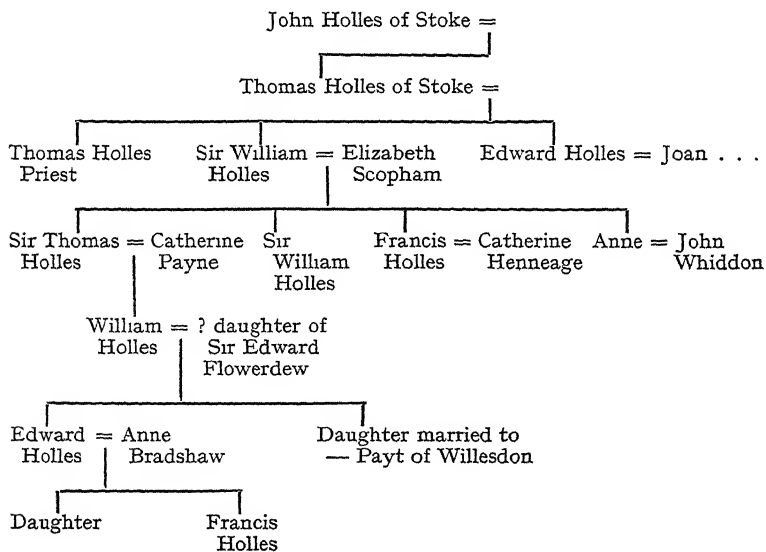 John Holles of Stoke =
Thomas Holles of Stoke =
Thomas Holles Sir William = Elizabeth Edward Holles = Joan . . .
Priest Holles Scopham
Sir Thomas = Catherine Sir Francis = Catherine Anne = John
Holles Payne William Holles Henneage Whiddon
Holles
William = ? daughter of
Holles Sir Edward
Flowerdew
Edward = Anne Daughter married to
Holles Bradshaw — Payt of Willesdon
Daughter Francis
Holles